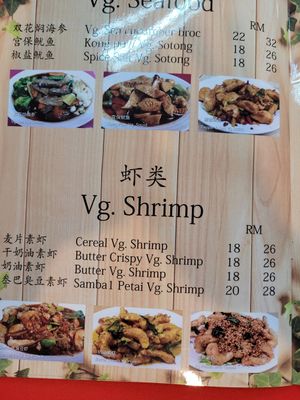 Vg. Seafood
RM
双花焖海参 Vg. Sea cucumber broc 22 32
宫保鱿鱼 Kong Vg. Sotong 18 26
椒盐鱿鱼 Spice Salt Vg. Sotong 18 26
虾类
Vg. Shrimp
RM
麦片素虾 Cereal Vg. Shrimp 18 26
干奶油素虾 Butter Crispy Vg. Shrimp 18 26
奶油素虾 Butter Vg. Shrimp 18 26
参巴臭豆素虾 Sambal Petai Vg. Shrimp 20 28